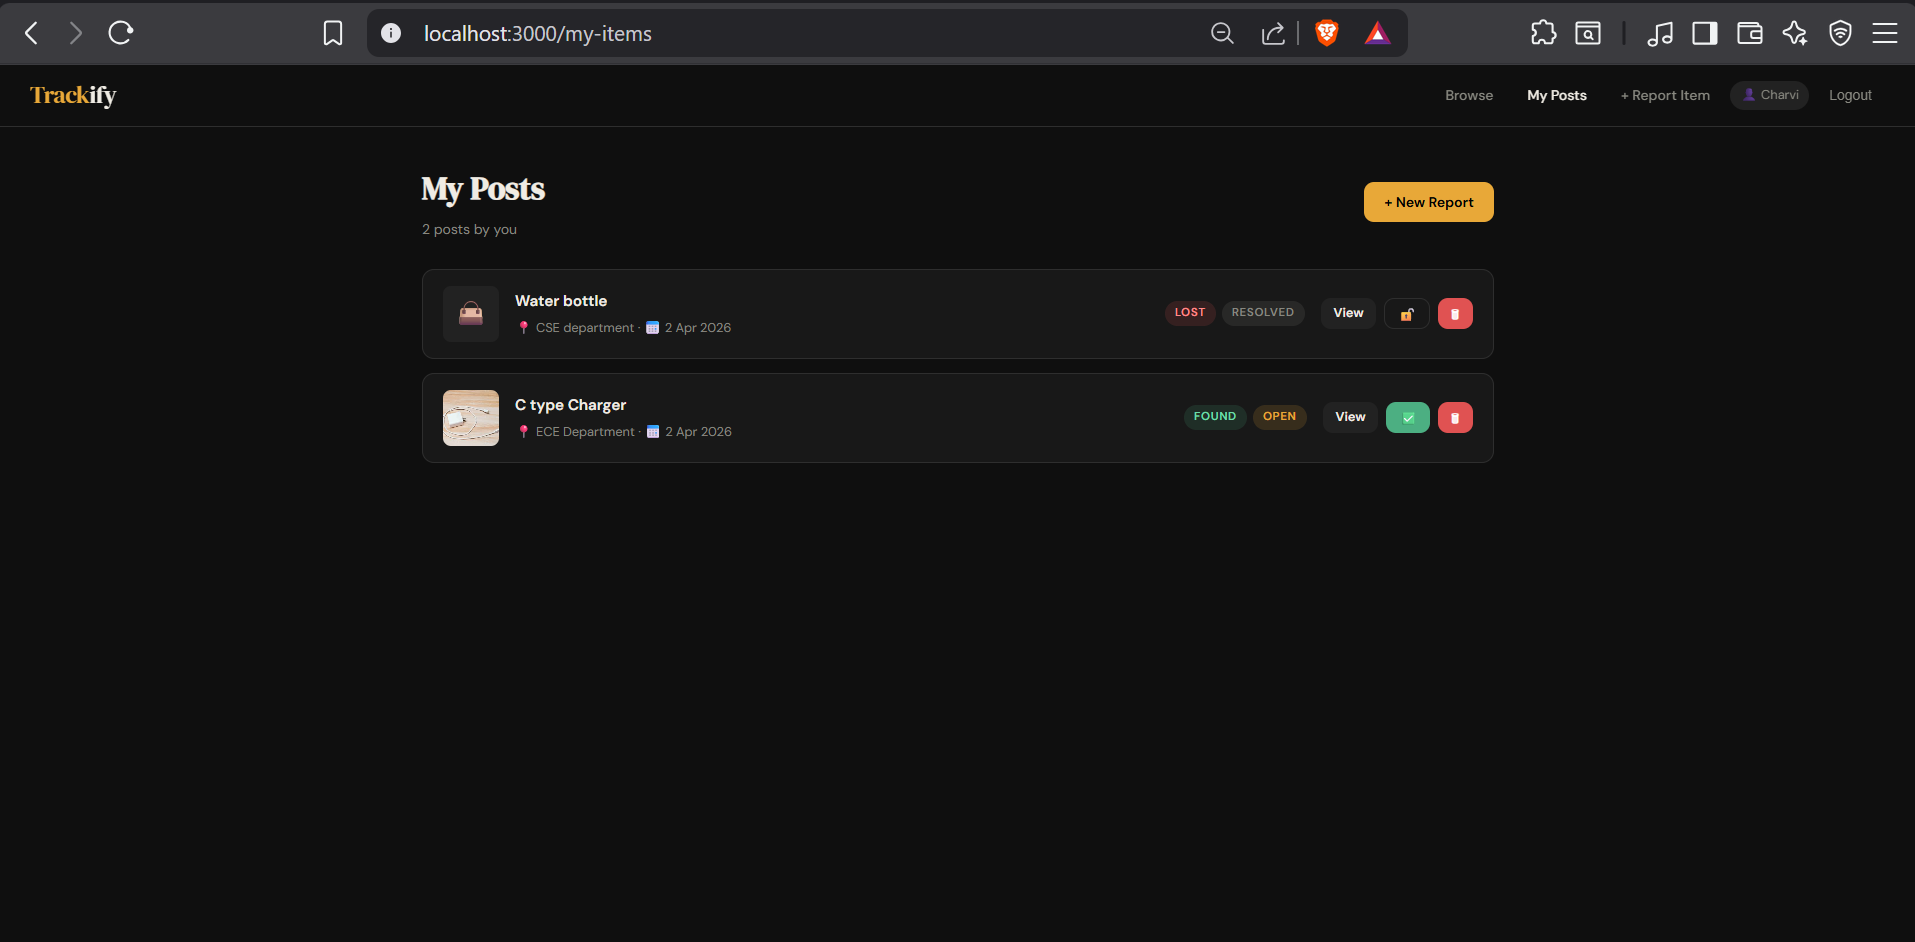 localhost:3000/my-items
Trackify
Browse
My Posts
+ Report Item
Charvi
Logout
My Posts
+ New Report
2 posts by you
Water bottle
CSE department · 2 Apr 2026
LOST
RESOLVED
View
C type Charger
ECE Department · 2 Apr 2026
FOUND
OPEN
View